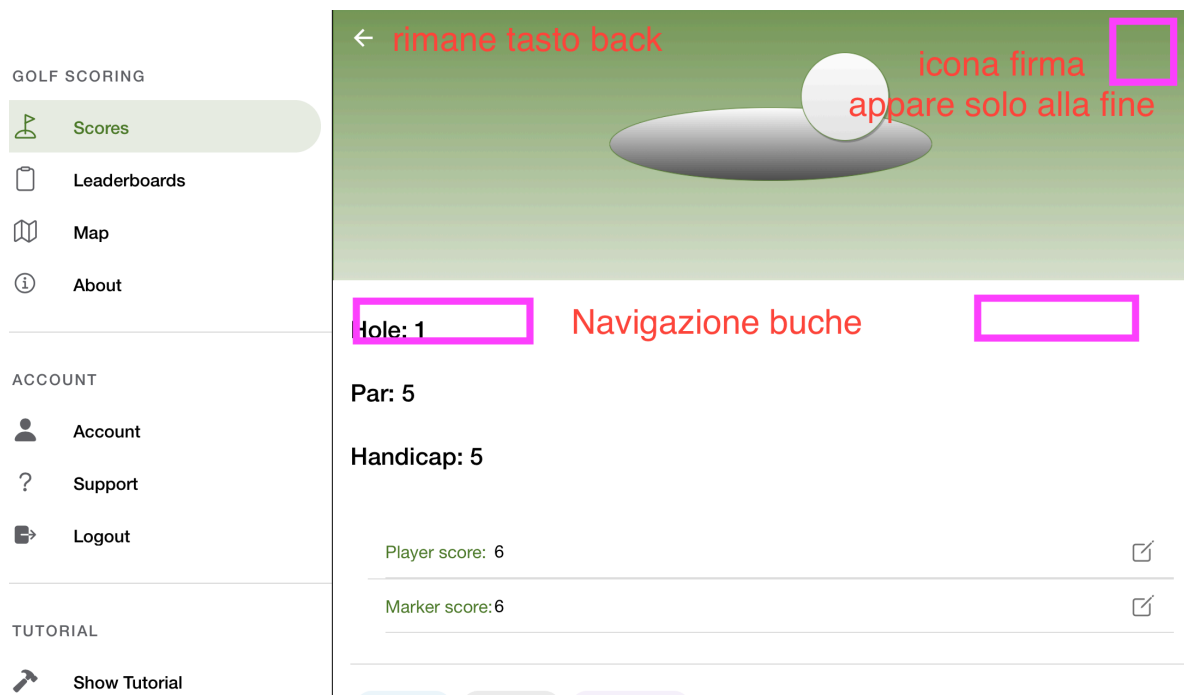 GOLF SCORING
Scores
Leaderboards
Map
About
ACCOUNT
Account
Support
Logout
TUTORIAL
Show Tutorial
rimane tasto back
icona firma
appare solo alla fine
Hole: 1
Navigazione buche
Par: 5
Handicap: 5
Player score: 6
Marker score: 6